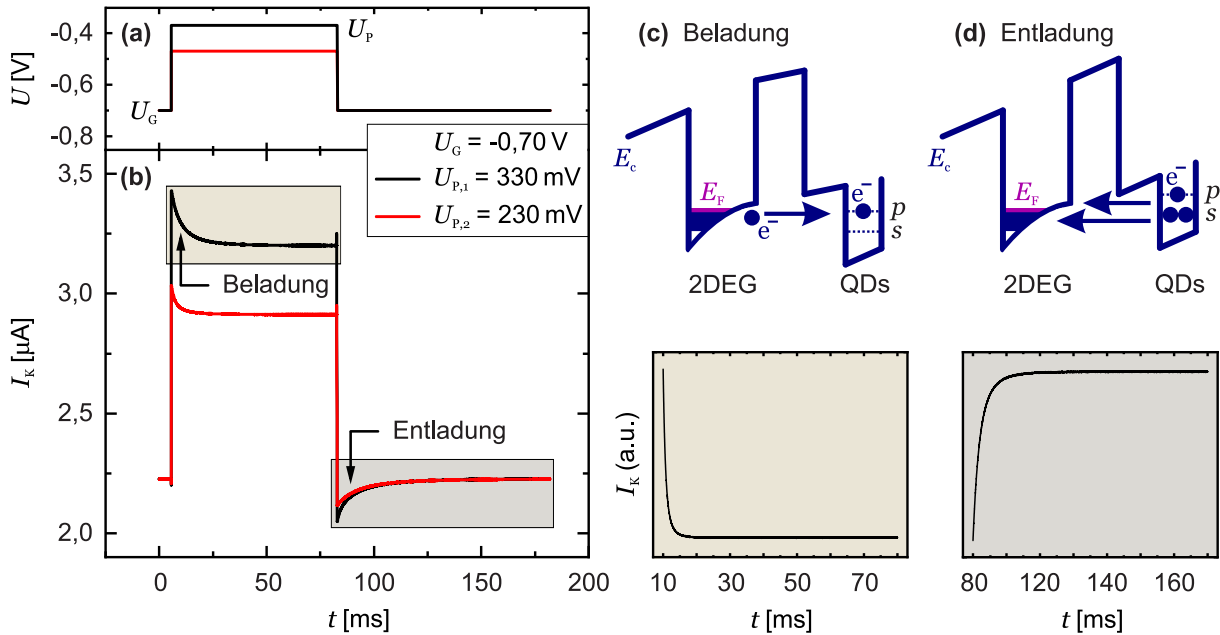 (a)
U_P
-0,4
-0,6
-0,8
U [V]
U_G
U_G = -0,70 V
U_P,1 = 330 mV
U_P,2 = 230 mV
(b)
3,5
3,0
2,5
2,0
I_K [µA]
Beladung
Entladung
0
50
100
150
200
t [ms]
(c) Beladung
E_c
E_F
e⁻
e⁻
p
s
2DEG
QDs
I_K (a.u.)
10
30
50
70
t [ms]
(d) Entladung
E_c
E_F
e⁻
p
s
2DEG
QDs
80
120
130
160
t [ms]